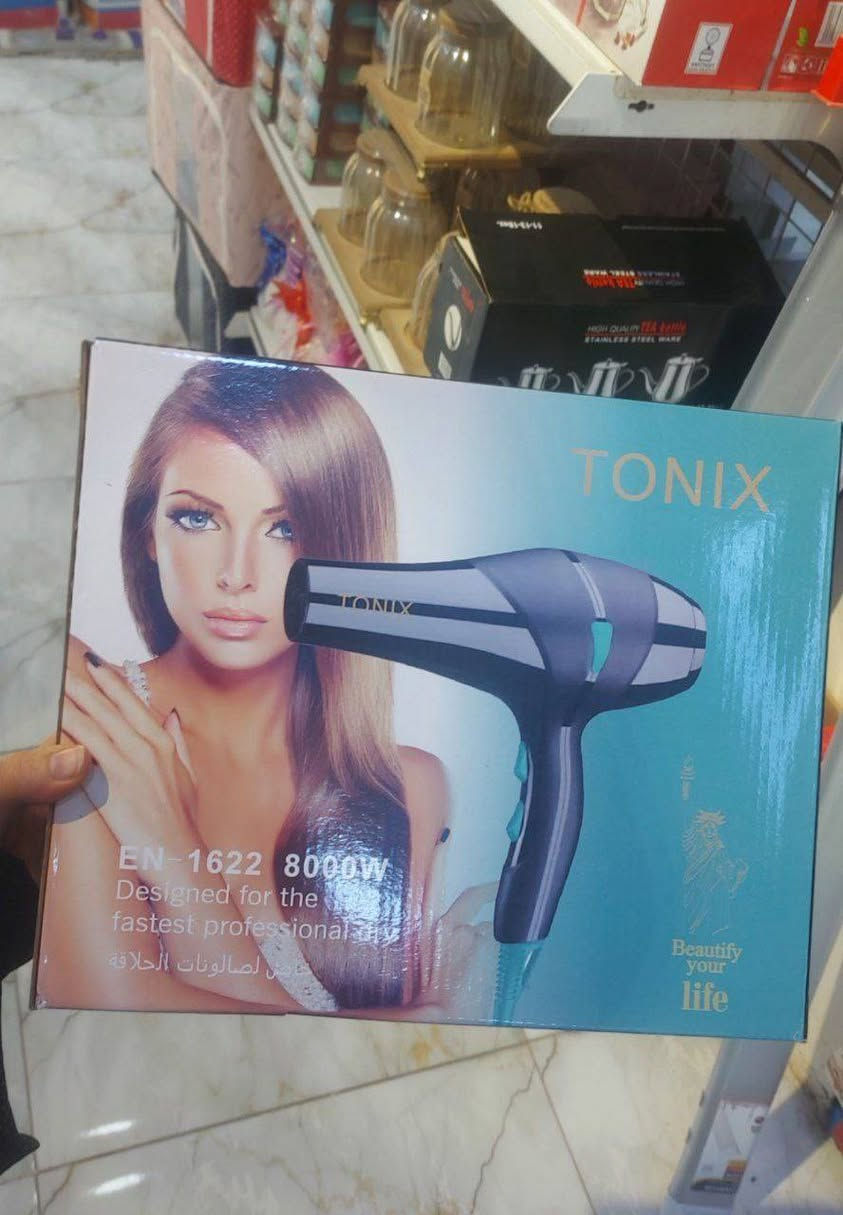 HIGH QUALITY TEA kettle
STAINLESS STEEL WARE
TONIX
TONIX
EN-1622 8000W
Designed for the
fastest professional dry
خاص لصالونات الحلاقة
Beautify
your
life